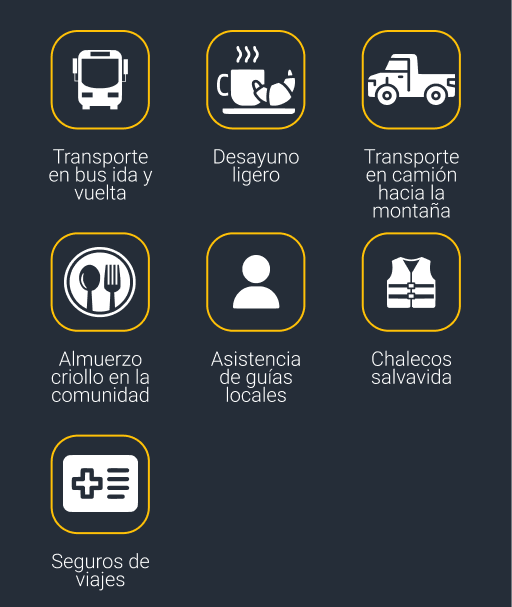 Transporte
en bus ida y
vuelta
Desayuno
ligero
Transporte
en camión
hacia la
montaña
Almuerzo
criollo en la
comunidad
Asistencia
de guías
locales
Chalecos
salvavida
Seguros de
viajes